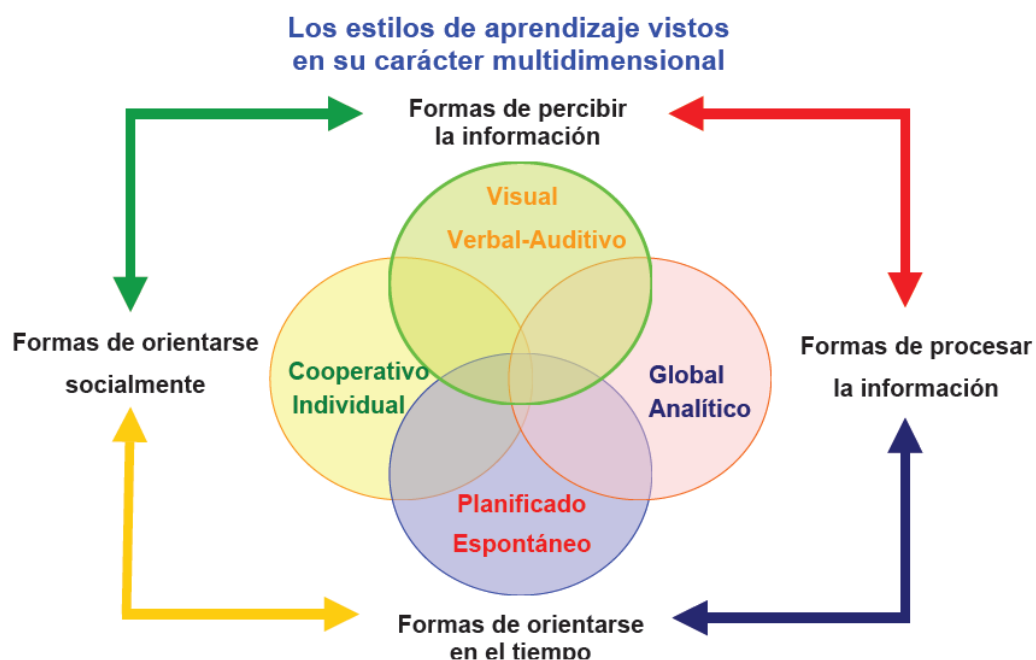 Los estilos de aprendizaje vistos
en su carácter multidimensional
Formas de percibir
la información
Visual
Verbal-Auditivo
Formas de orientarse
socialmente
Cooperativo
Individual
Global
Analítico
Formas de procesar
la información
Planificado
Espontáneo
Formas de orientarse
en el tiempo